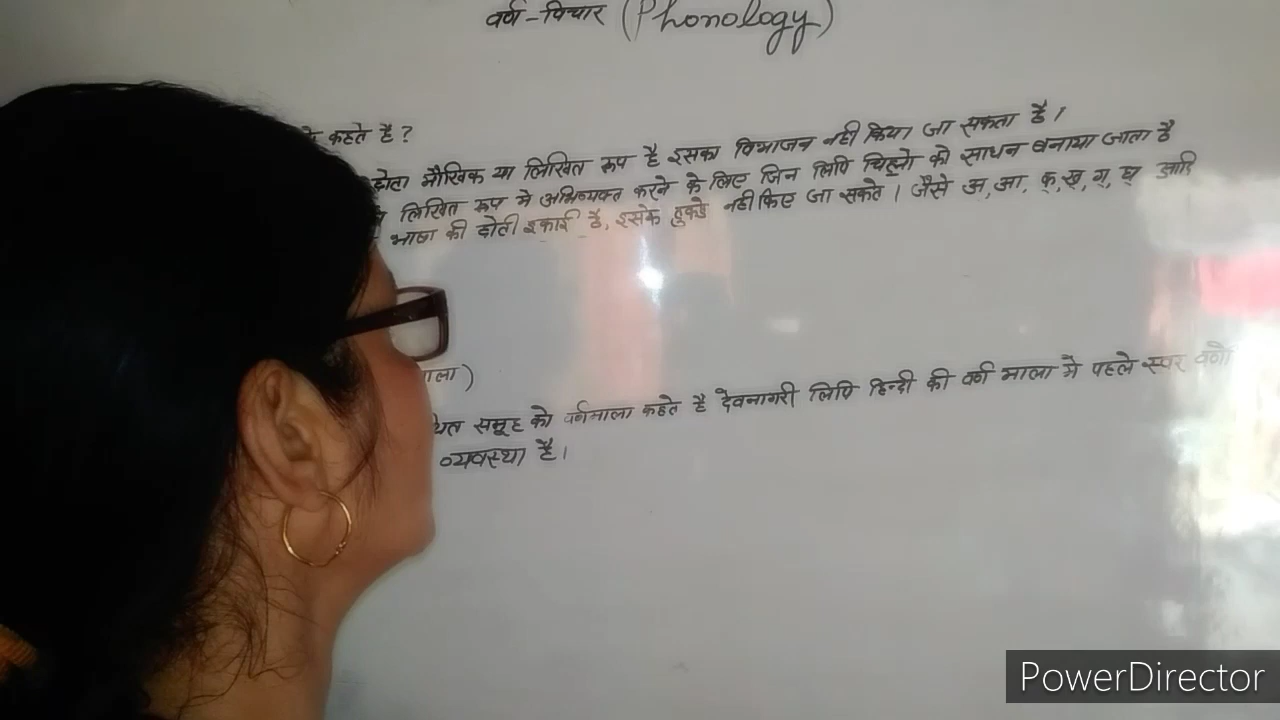 वर्ण-विचार (Phonology)
कहते है?
होता मौखिक या लिखित रूप है इसका विभाजन नही किया जा सकता है।
लिखित रूप मे अभिव्यक्त करने के लिए जिन लिपि चिह्नो को साधन बनाया जाता है
भाषा की छोती इकाई है, इसके टुकडे नही किए जा सकते। जैसे अ, आ, क्, ख्, ग्, घ् आदि
माला)
समूह को वर्णमाला कहते है देवनागरी लिपि हिन्दी की वर्ण माला मे पहले स्वर वर्णो
व्यवस्था है।
PowerDirector